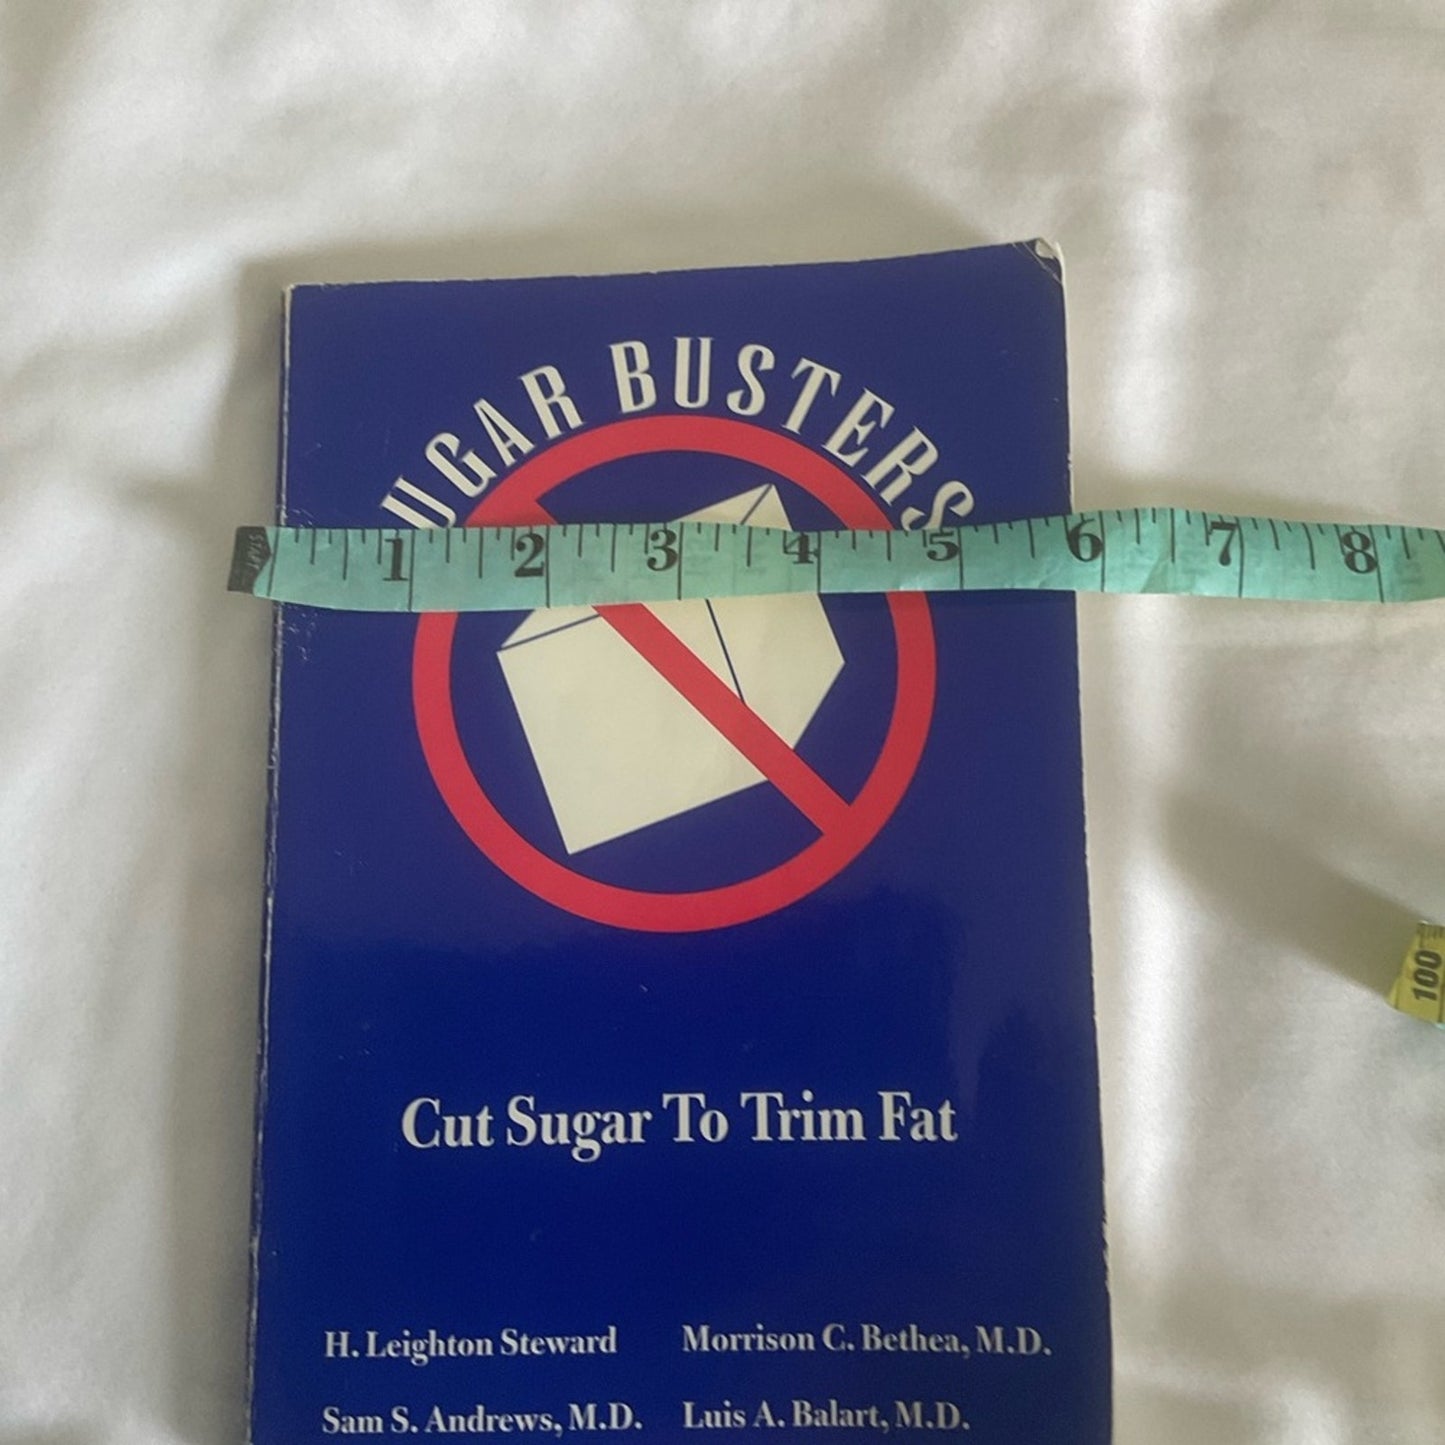 UGAR BUSTERS
START 1 2 3 4 5 6 7 8
100
Cut Sugar To Trim Fat
H. Leighton Steward Morrison C. Bethea, M.D.
Sam S. Andrews, M.D. Luis A. Balart, M.D.